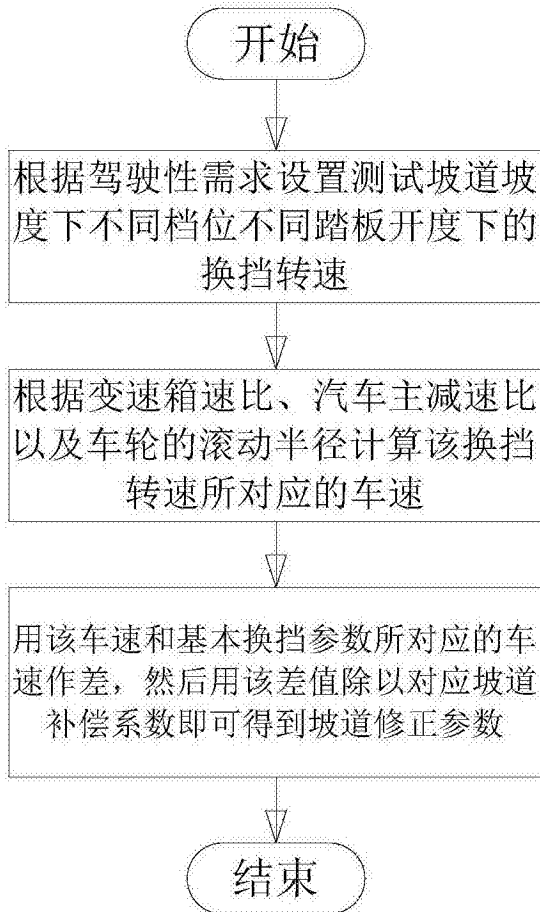 开始
根据驾驶性需求设置测试坡道坡
度下不同档位不同踏板开度下的
换挡转速
根据变速箱速比、汽车主减速比
以及车轮的滚动半径计算该换挡
转速所对应的车速
用该车速和基本换挡参数所对应的车
速作差，然后用该差值除以对应坡道
补偿系数即可得到坡道修正参数
结束